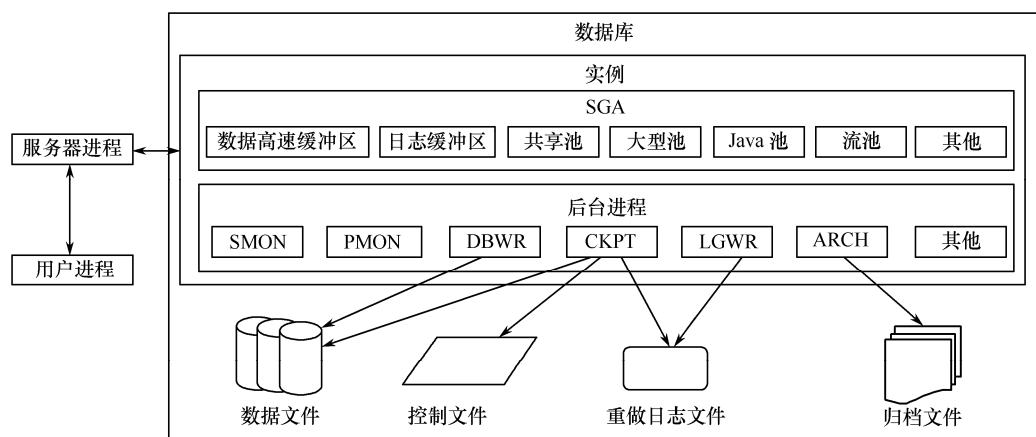 数据库
实例
SGA
数据高速缓冲区 日志缓冲区 共享池 大型池 Java 池 流池 其他
服务器进程
后台进程
SMON PMON DBWR CKPT LGWR ARCH 其他
用户进程
数据文件 控制文件 重做日志文件 归档文件